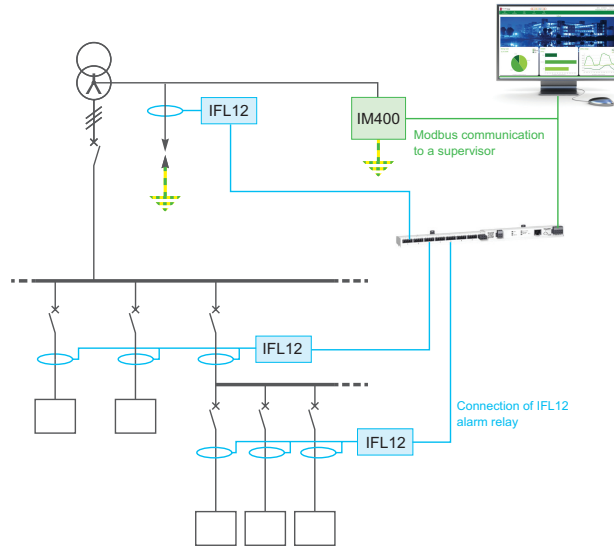 IFL12
IM400
Modbus communication
to a supervisor
IFL12
Connection of IFL12
alarm relay
IFL12